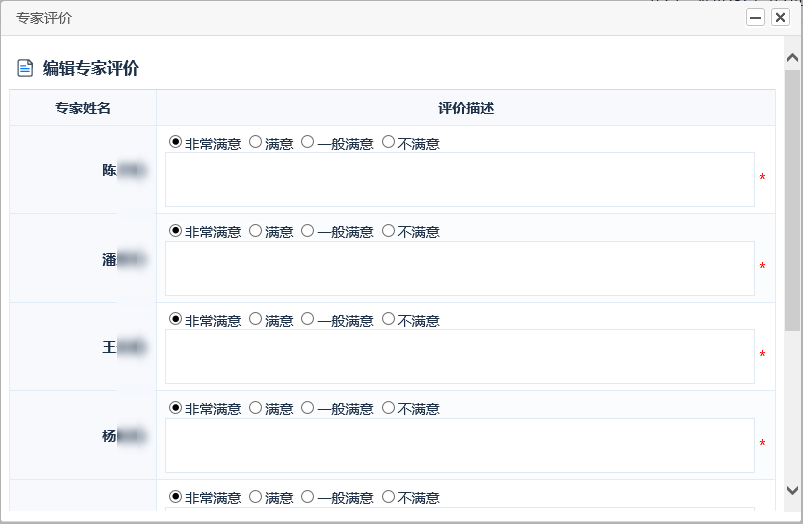 专家评价
编辑专家评价
专家姓名 评价描述
非常满意 满意 一般满意 不满意
陈
*
非常满意 满意 一般满意 不满意
潘
*
非常满意 满意 一般满意 不满意
王
*
非常满意 满意 一般满意 不满意
杨
*
非常满意 满意 一般满意 不满意